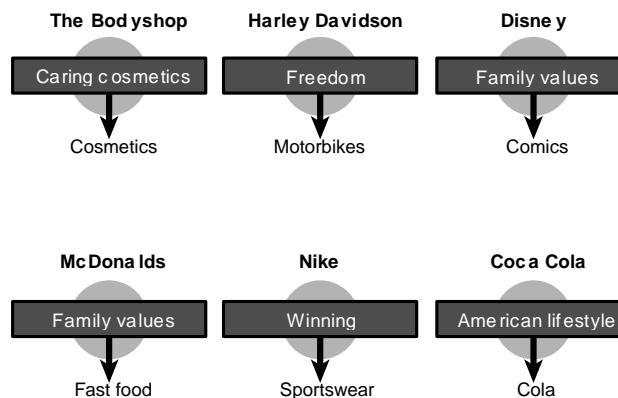 The Bodyshop
Harley Davidson
Disney
Caring cosmetics
Freedom
Family values
Cosmetics
Motorbikes
Comics
McDonalds
Nike
Coca Cola
Family values
Winning
American lifestyle
Fast food
Sportswear
Cola